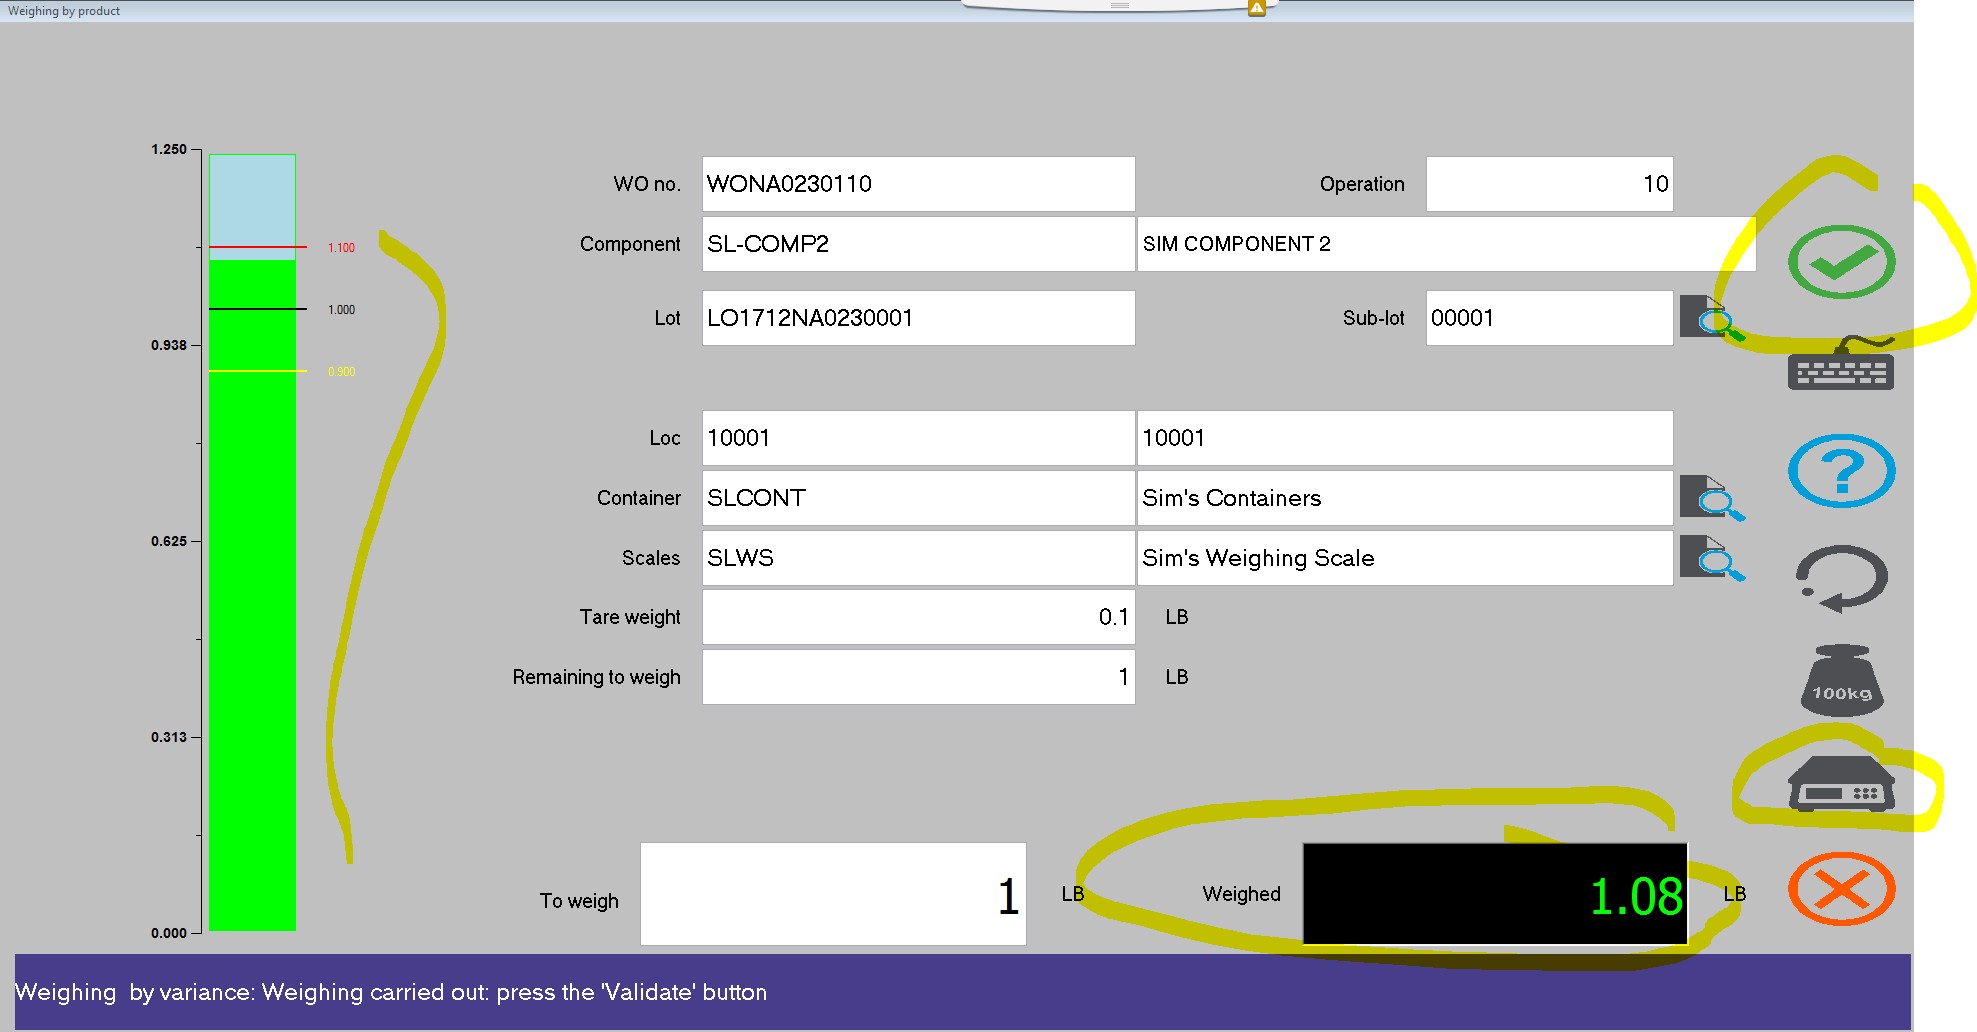 Weighing by product
1.250
1.100
1.000
0.938
0.900
0.625
0.313
0.000
WO no. WONA0230110 Operation 10
Component SL-COMP2 SIM COMPONENT 2
Lot LO1712NA0230001 Sub-lot 00001
Loc 10001 10001
Container SLCONT Sim's Containers
Scales SLWS Sim's Weighing Scale
Tare weight 0.1 LB
Remaining to weigh 1 LB
100kg
To weigh 1 LB Weighed 1.08 LB
Weighing by variance: Weighing carried out: press the 'Validate' button